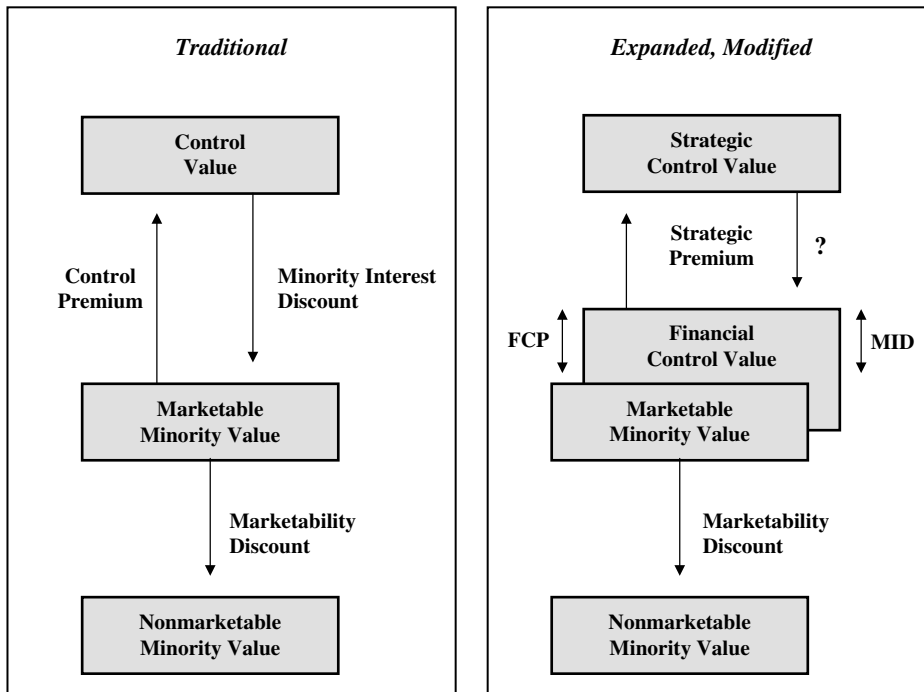 Traditional
Control
Value
Control
Premium
Minority Interest
Discount
Marketable
Minority Value
Marketability
Discount
Nonmarketable
Minority Value
Expanded, Modified
Strategic
Control Value
Strategic
Premium
?
FCP
Financial
Control Value
MID
Marketable
Minority Value
Marketability
Discount
Nonmarketable
Minority Value